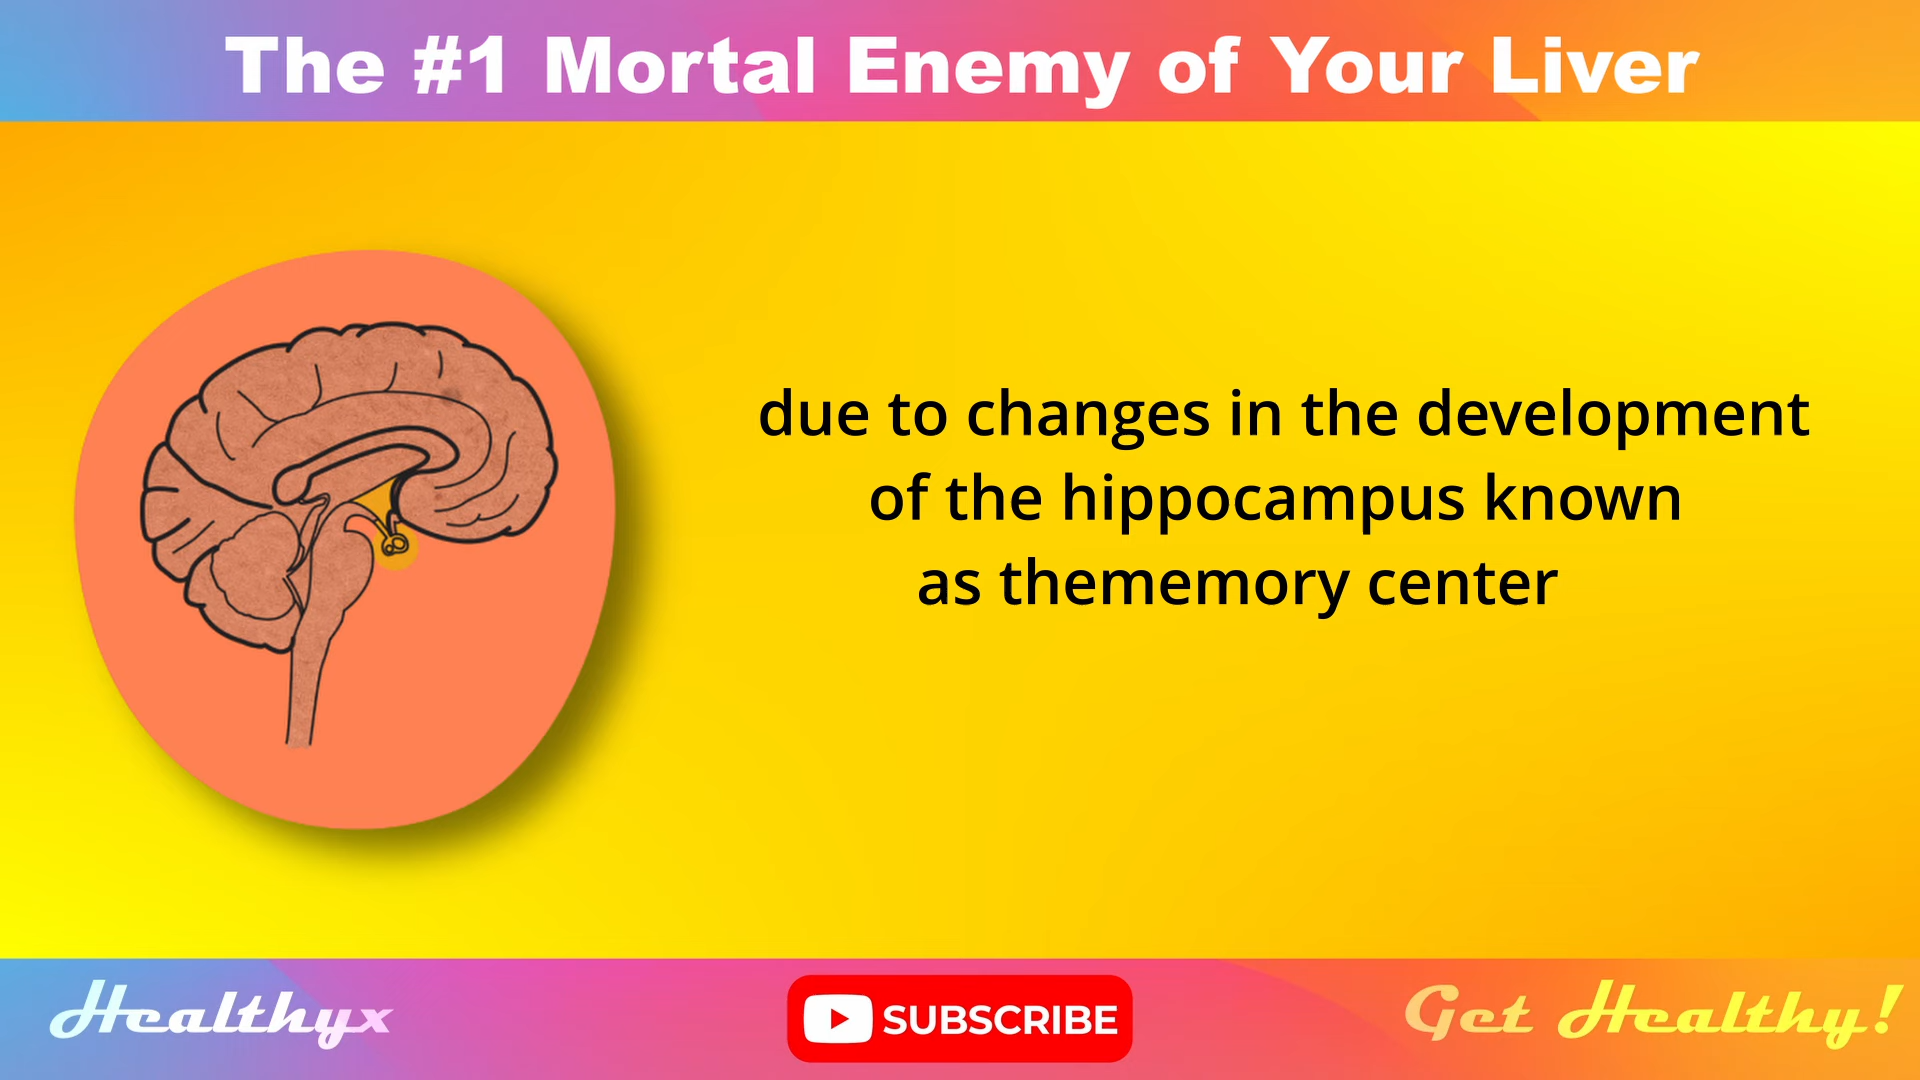 The #1 Mortal Enemy of Your Liver
due to changes in the development
of the hippocampus known
as thememory center
Healthyx
SUBSCRIBE
Get Healthy!